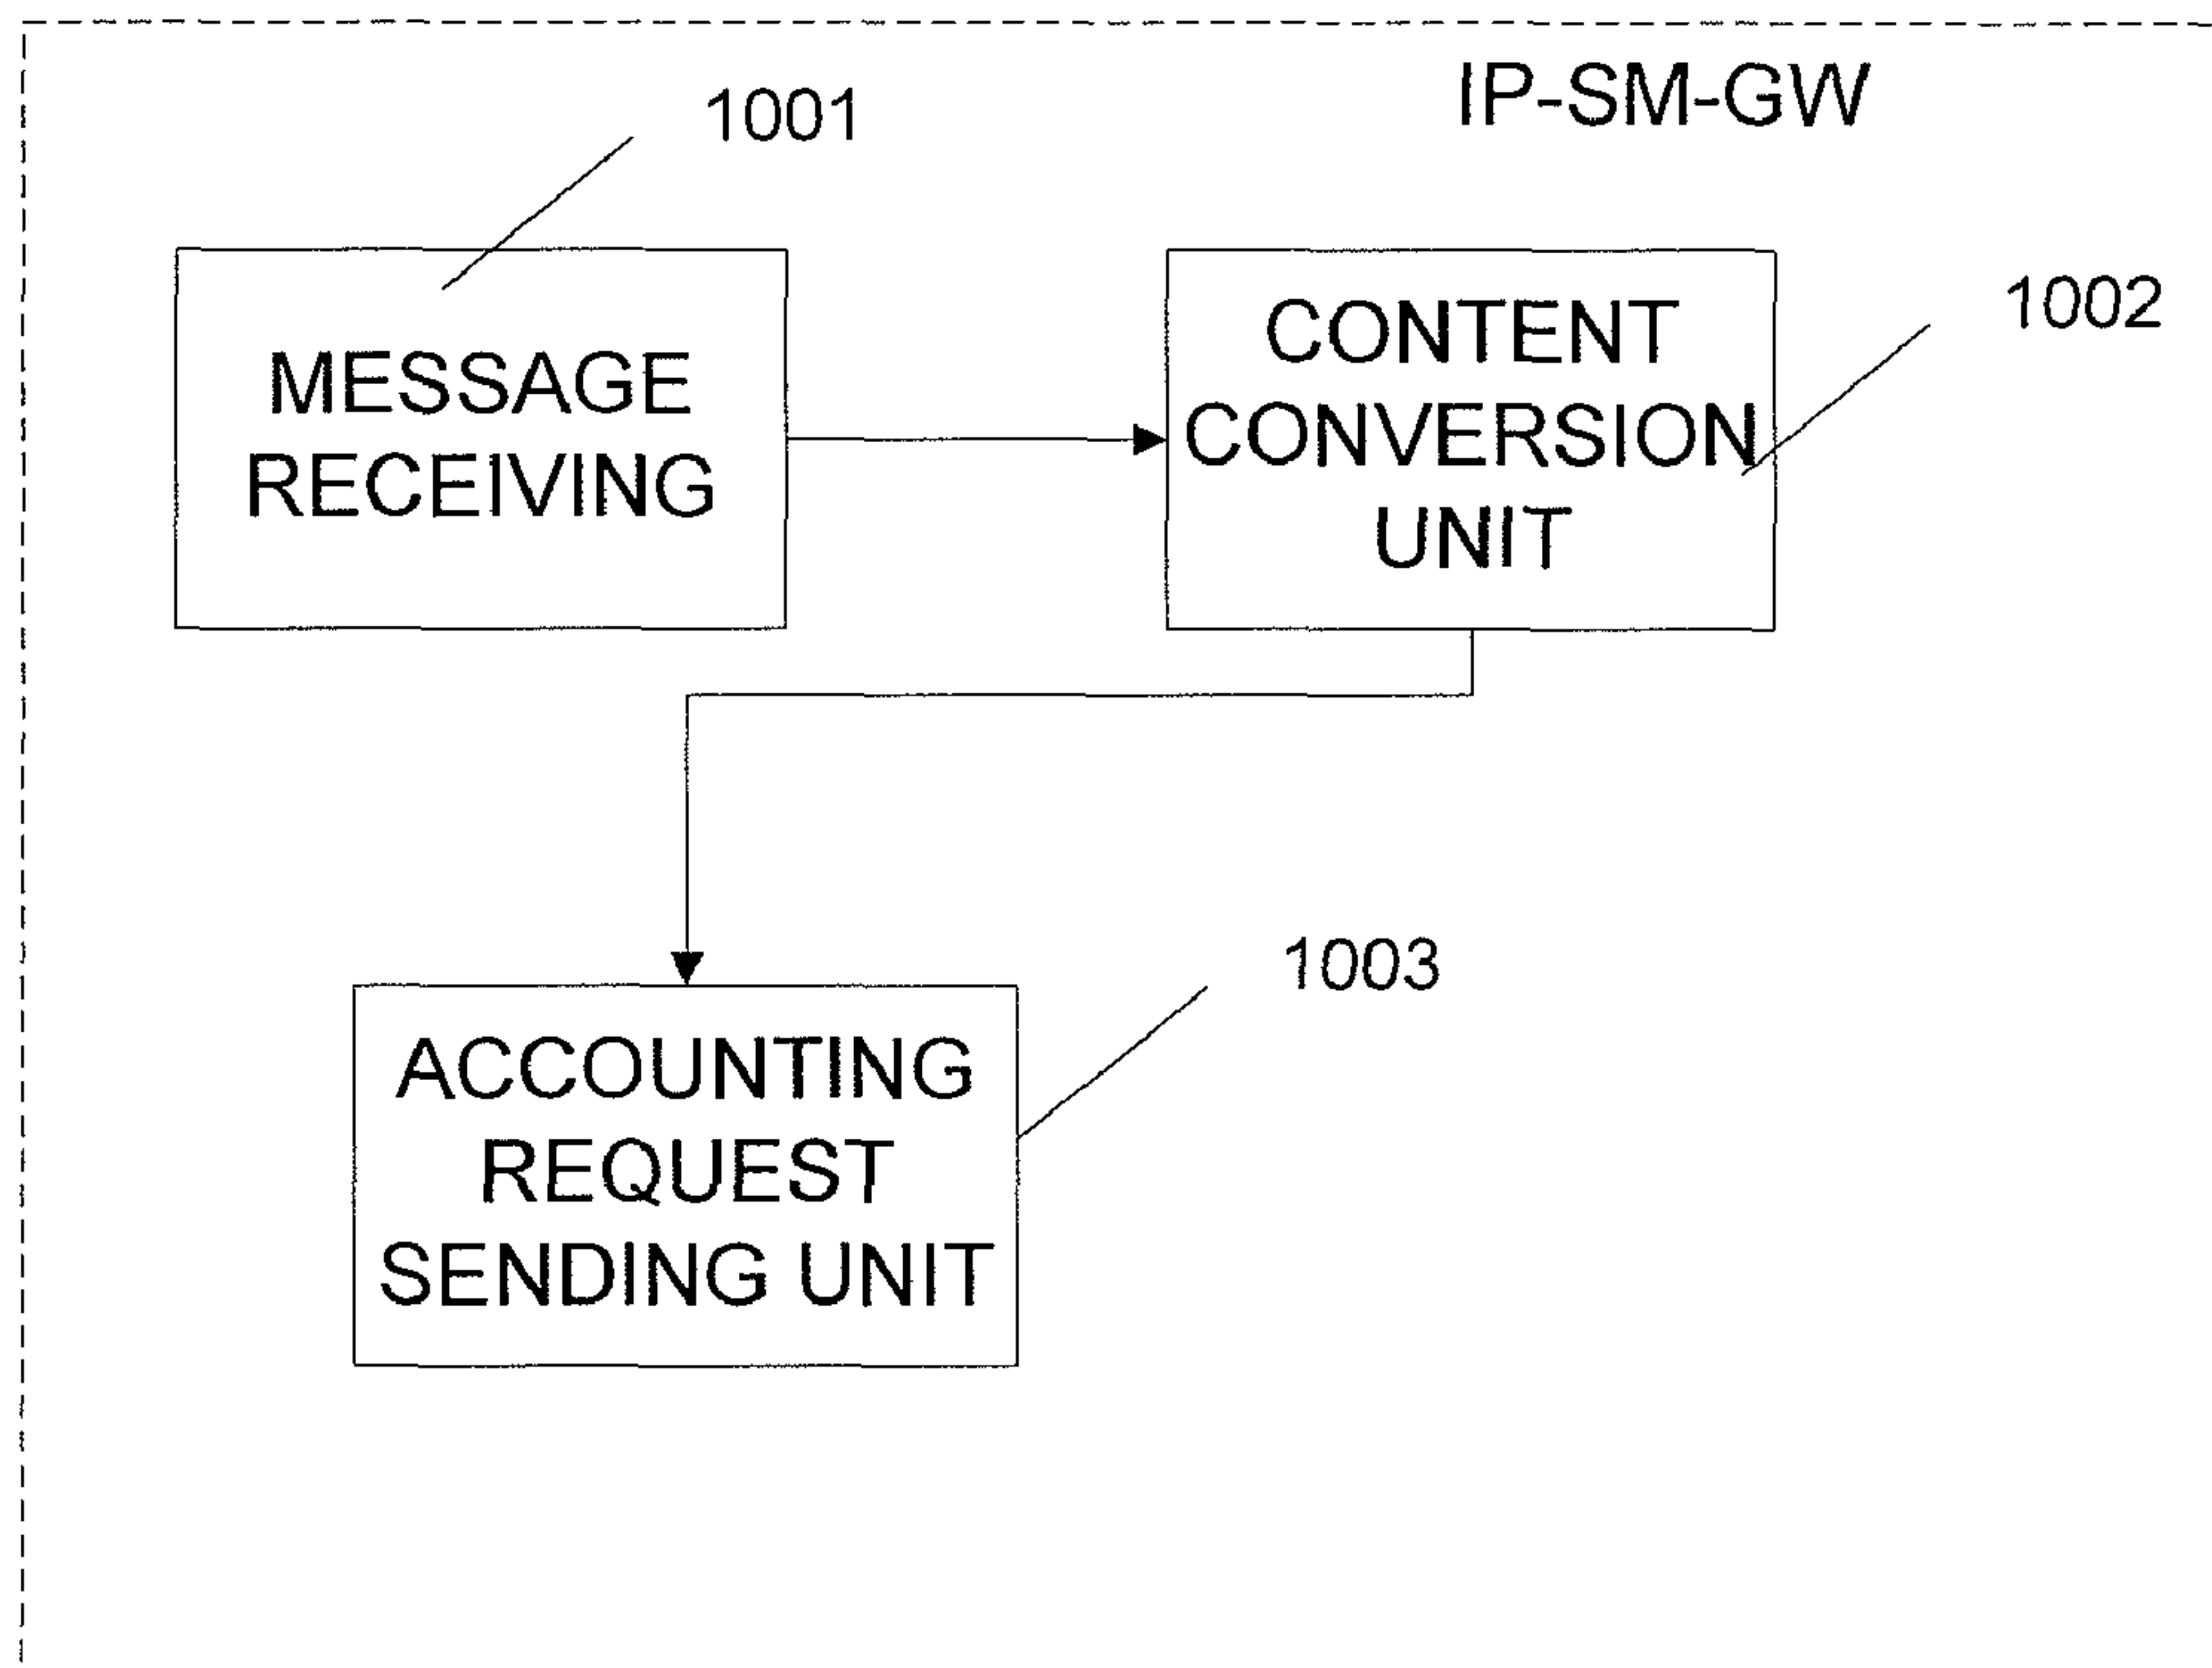 IP-SM-GW
1001
MESSAGE
RECEIVING
CONTENT
CONVERSION
UNIT
1002
1003
ACCOUNTING
REQUEST
SENDING UNIT